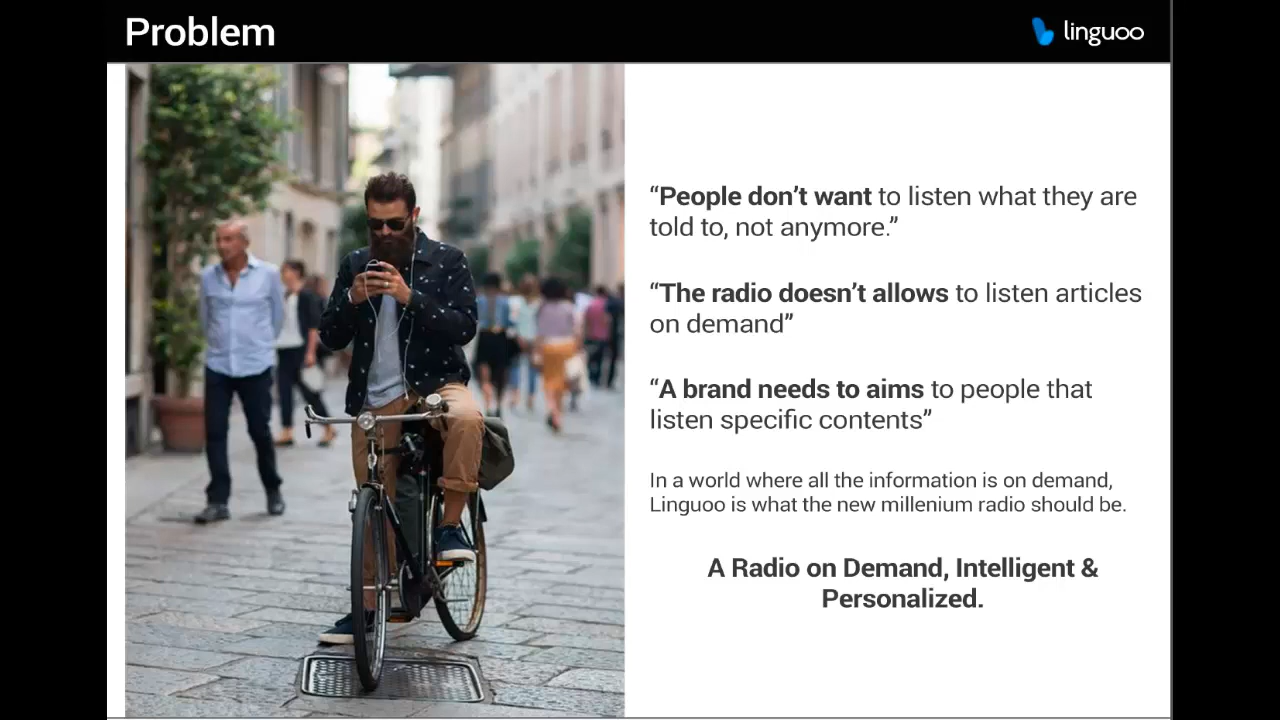 Problem
linguoo
“People don’t want to listen what they are
told to, not anymore.”
“The radio doesn’t allows to listen articles
on demand”
“A brand needs to aims to people that
listen specific contents”
In a world where all the information is on demand,
Linguoo is what the new millenium radio should be.
A Radio on Demand, Intelligent &
Personalized.